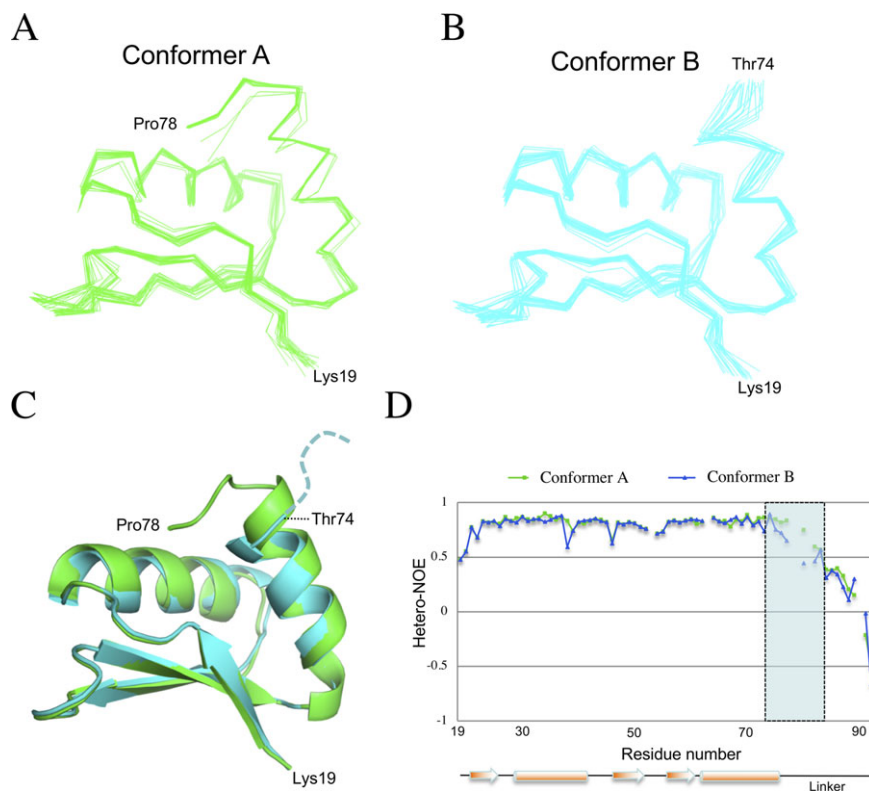 A
Conformer A
Pro78
Lys19
B
Conformer B
Thr74
Lys19
C
Pro78
Thr74
Lys19
D
Conformer A
Conformer B
Hetero-NOE
1
0.5
0
-0.5
-1
19
30
50
70
90
Residue number
Linker